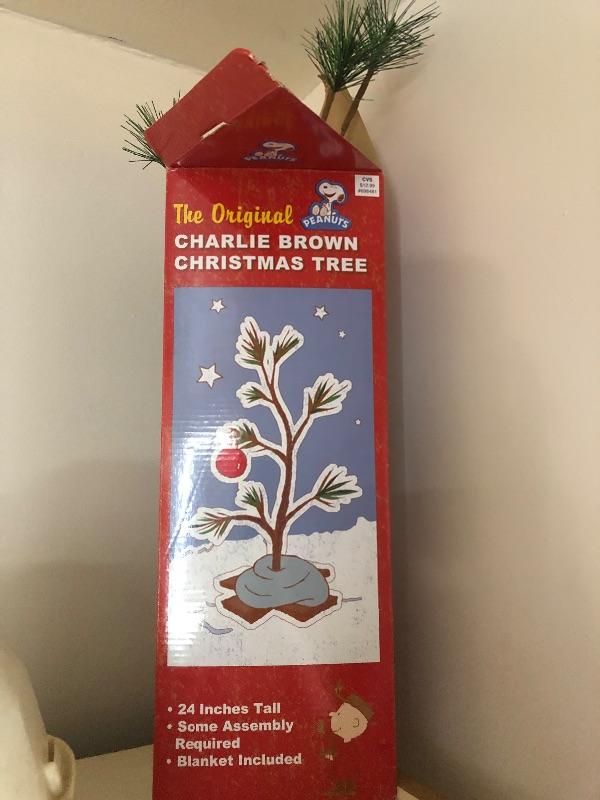 PEANUTS
CVS
$12.99
The Original
PEANUTS
CHARLIE BROWN
CHRISTMAS TREE
• 24 Inches Tall
• Some Assembly
Required
• Blanket Included